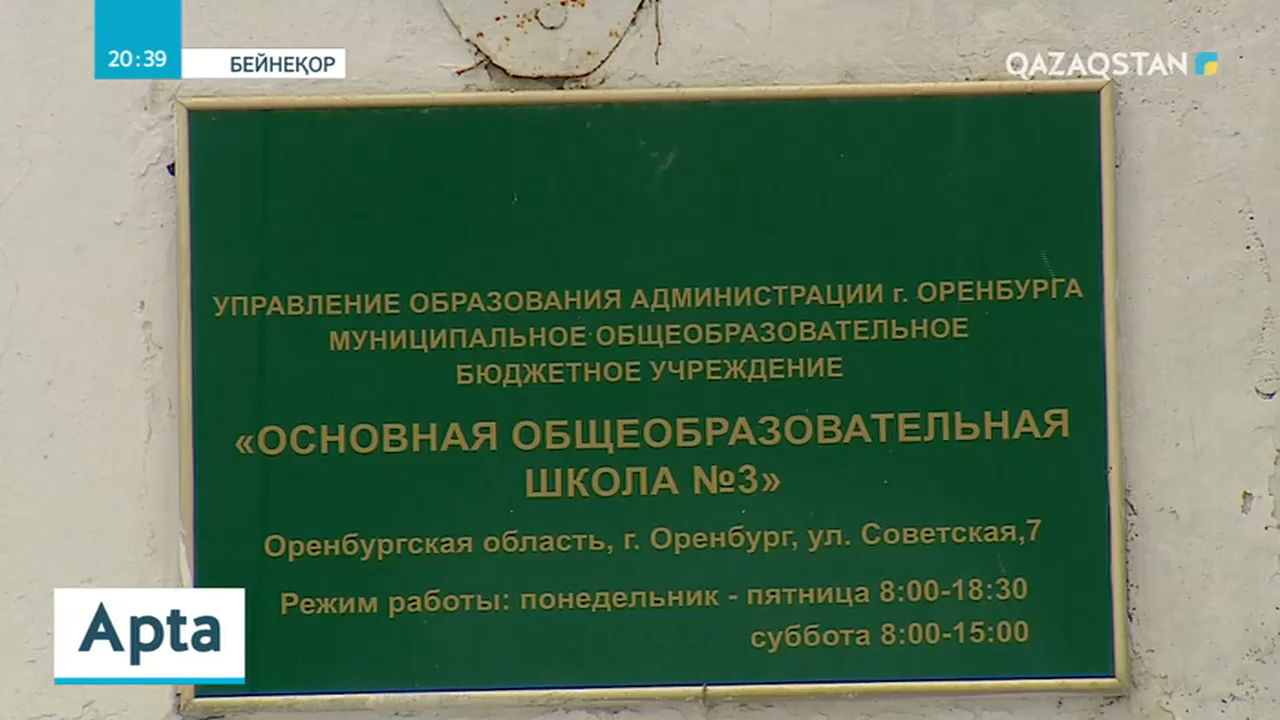 20:39
БЕЙНЕҚОР
QAZAQSTAN
УПРАВЛЕНИЕ ОБРАЗОВАНИЯ АДМИНИСТРАЦИИ г. ОРЕНБУРГА
МУНИЦИПАЛЬНОЕ ОБЩЕОБРАЗОВАТЕЛЬНОЕ
БЮДЖЕТНОЕ УЧРЕЖДЕНИЕ
«ОСНОВНАЯ ОБЩЕОБРАЗОВАТЕЛЬНАЯ
ШКОЛА №3»
Оренбургская область, г. Оренбург, ул. Советская,7
Режим работы: понедельник - пятница 8:00-18:30
суббота 8:00-15:00
Apta